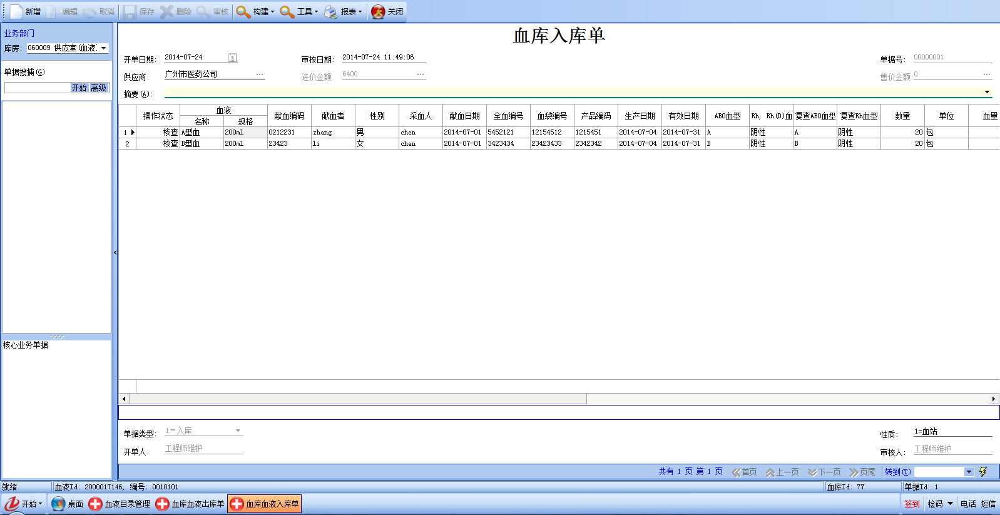 新增 编辑 取消 保存 删除 审核 构建 工具 报表 关闭
业务部门
库房: 060009 供应室(血液
单据搜捕(G)
开始 高级
核心业务单据
血库入库单
开单日期: 2014-07-24 审核日期: 2014-07-24 11:49:06 单据号: 00000001
供应商: 广州市医药公司 ... 进价金额 6400 ... 售价金额: 0 ...
摘要(A):
操作状态 血液 名称 规格 献血编码 献血者 性别 采血人 献血日期 全血编号 血袋编号 产品编码 生产日期 有效日期 ABO血型 Rh, Rh(D)血 复查ABO血型 复查Rh血型 数量 单位 血量
1 核查 A型血 200ml 0212231 zhang 男 chen 2014-07-01 5452121 12154512 1215451 2014-07-04 2014-07-31 A 阴性 A 阴性 20 包
2 核查 B型血 200ml 23423 li 女 chen 2014-07-01 3423434 23423433 2342342 2014-07-04 2014-07-31 B 阴性 B 阴性 20 包
单据类型: 1=入库 性质: 1=血站
开单人: 工程师维护 审核人: 工程师维护
共有 1 页 第 1 页 首页 上一页 下一页 页尾 转到(T)
就绪 血液Id: 2000017146, 编号: 0010101 血库Id: 77 单据Id: 1
开始 桌面 血液目录管理 血库血液出库单 血库血液入库单 签到 检码 电话 短信